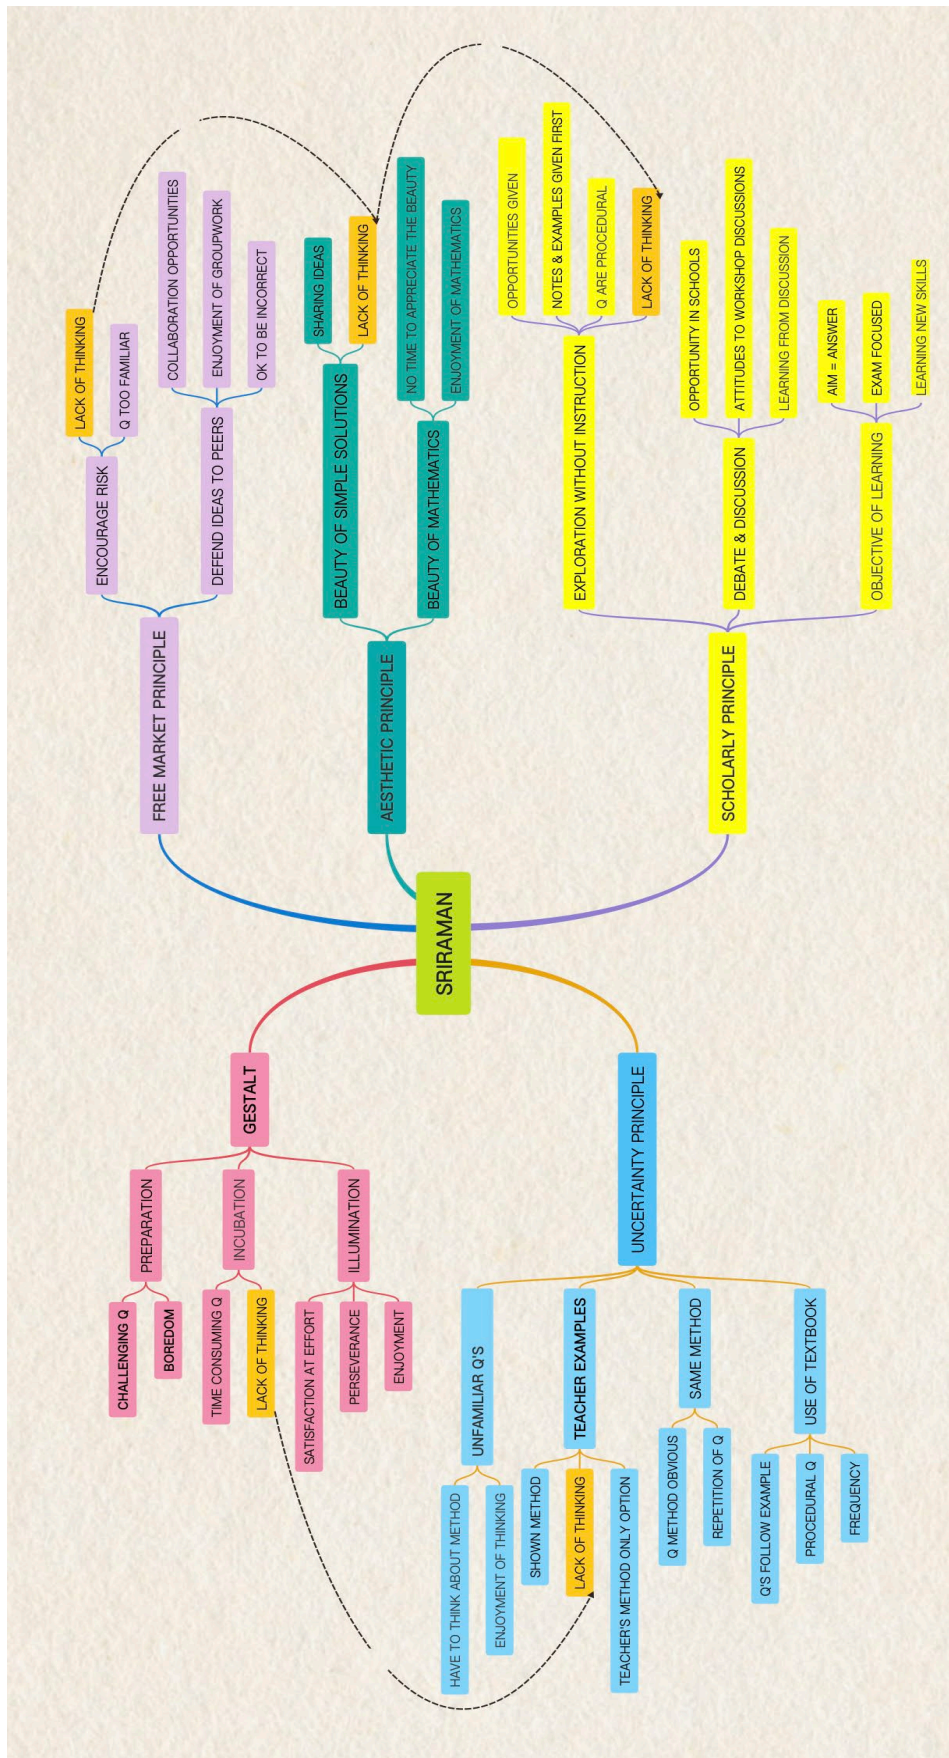 SRIRAMAN
FREE MARKET PRINCIPLE
ENCOURAGE RISK
LACK OF THINKING
Q TOO FAMILIAR
DEFEND IDEAS TO PEERS
COLLABORATION OPPORTUNITIES
ENJOYMENT OF GROUPWORK
OK TO BE INCORRECT
AESTHETIC PRINCIPLE
BEAUTY OF SIMPLE SOLUTIONS
SHARING IDEAS
LACK OF THINKING
BEAUTY OF MATHEMATICS
NO TIME TO APPRECIATE THE BEAUTY
ENJOYMENT OF MATHEMATICS
SCHOLARLY PRINCIPLE
EXPLORATION WITHOUT INSTRUCTION
OPPORTUNITIES GIVEN
NOTES & EXAMPLES GIVEN FIRST
Q ARE PROCEDURAL
LACK OF THINKING
DEBATE & DISCUSSION
OPPORTUNITY IN SCHOOLS
ATTITUDES TO WORKSHOP DISCUSSIONS
LEARNING FROM DISCUSSION
OBJECTIVE OF LEARNING
AIM = ANSWER
EXAM FOCUSED
LEARNING NEW SKILLS
GESTALT
PREPARATION
CHALLENGING Q
BOREDOM
INCUBATION
TIME CONSUMING Q
LACK OF THINKING
ILLUMINATION
SATISFACTION AT EFFORT
PERSEVERANCE
ENJOYMENT
UNCERTAINTY PRINCIPLE
UNFAMILIAR Q'S
HAVE TO THINK ABOUT METHOD
ENJOYMENT OF THINKING
TEACHER EXAMPLES
SHOWN METHOD
LACK OF THINKING
TEACHER'S METHOD ONLY OPTION
SAME METHOD
Q METHOD OBVIOUS
REPETITION OF Q
USE OF TEXTBOOK
Q'S FOLLOW EXAMPLE
PROCEDURAL Q
FREQUENCY